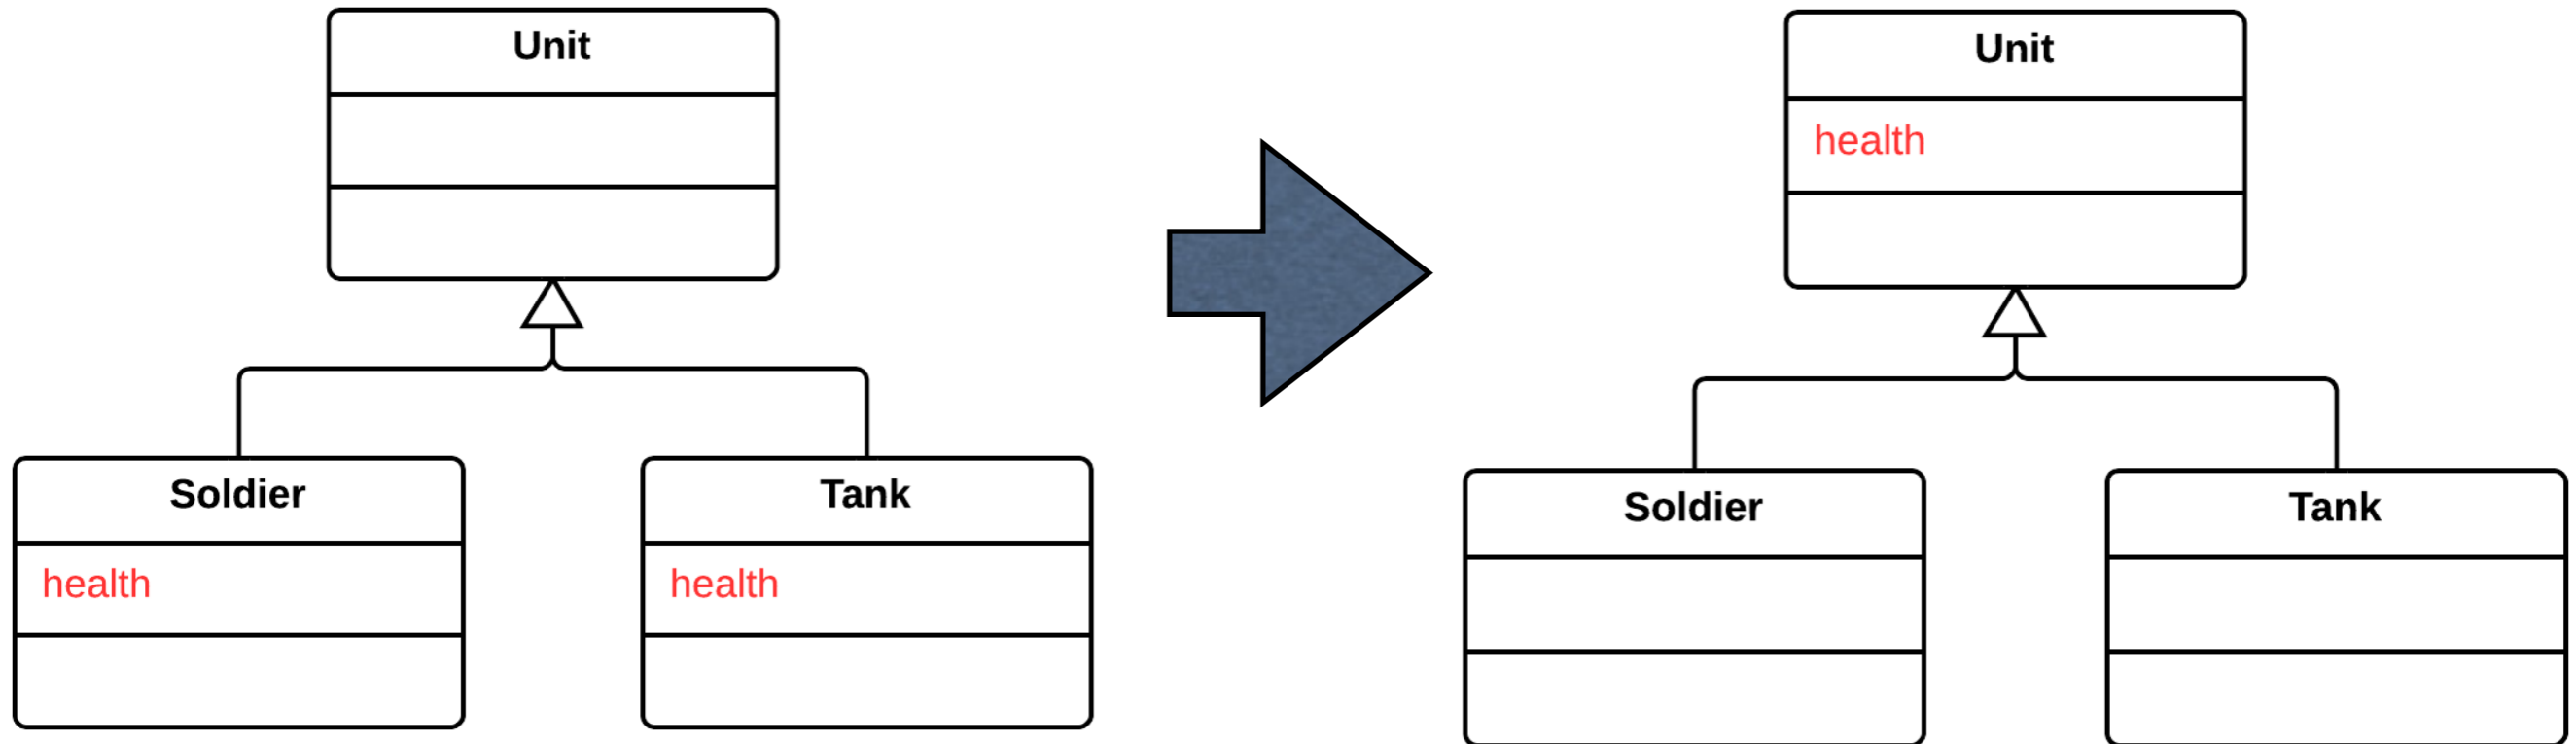 Unit
Soldier
health
Tank
health
Unit
health
Soldier
Tank